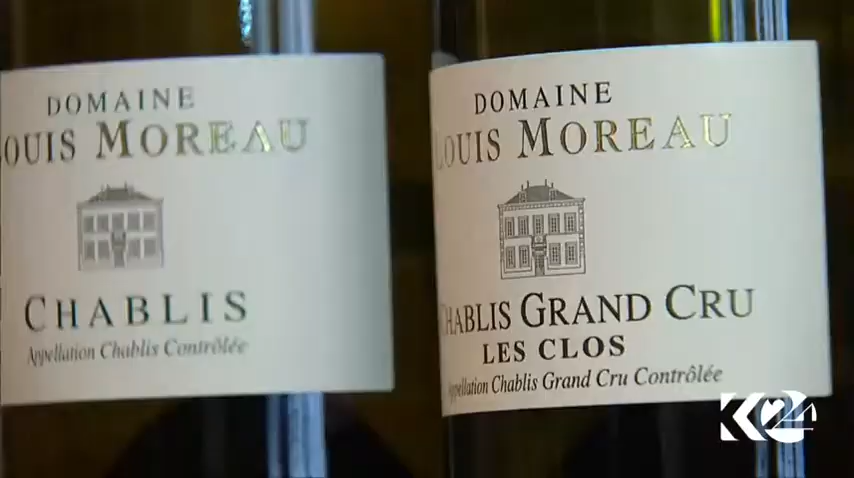 DOMAINE
LOUIS MOREAU
CHABLIS
Appellation Chablis Contrôlée
DOMAINE
LOUIS MOREAU
CHABLIS GRAND CRU
LES CLOS
Appellation Chablis Grand Cru Contrôlée
K24